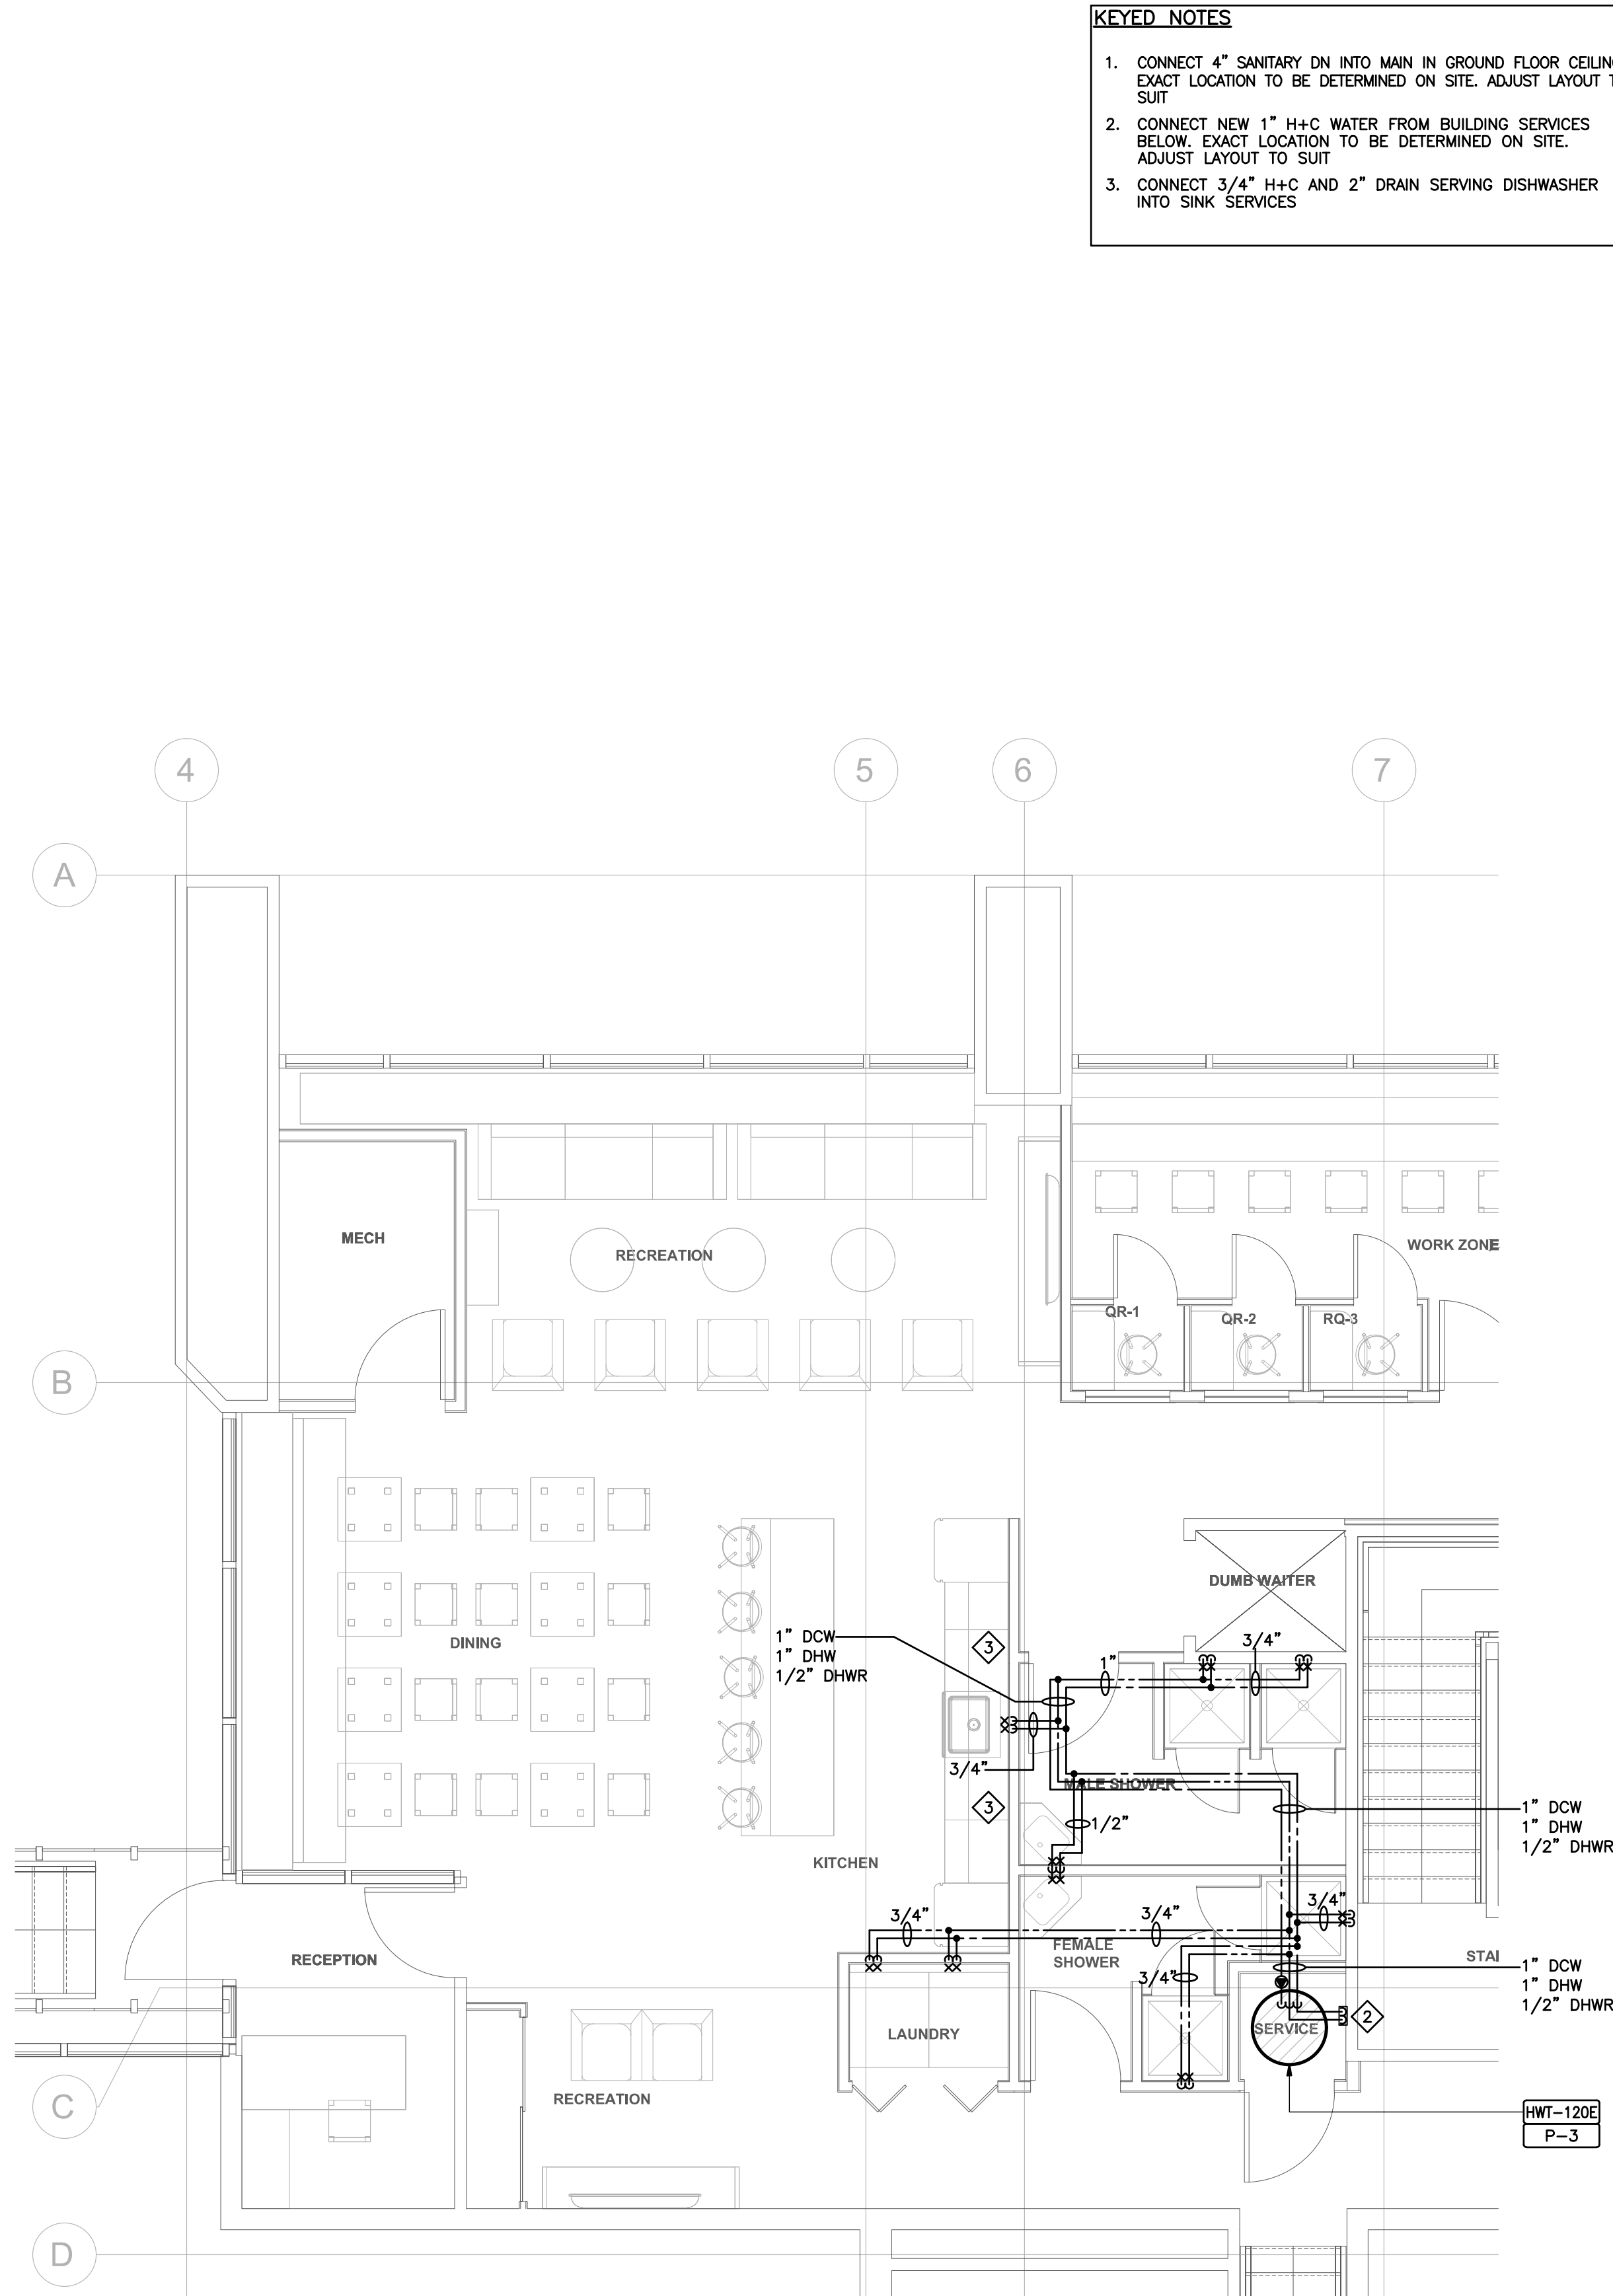 KEYED NOTES
1. CONNECT 4" SANITARY DN INTO MAIN IN GROUND FLOOR CEILING
EXACT LOCATION TO BE DETERMINED ON SITE. ADJUST LAYOUT T
SUIT
2. CONNECT NEW 1" H+C WATER FROM BUILDING SERVICES
BELOW. EXACT LOCATION TO BE DETERMINED ON SITE.
ADJUST LAYOUT TO SUIT
3. CONNECT 3/4" H+C AND 2" DRAIN SERVING DISHWASHER
INTO SINK SERVICES
4
5
6
7
A
MECH
RECREATION
WORK ZONE
QR-1
QR-2
RQ-3
B
DUMB WAITER
DINING
1" DCW
1" DHW
1/2" DHWR
3
3/4"
1"
3/4"
MALE SHOWER
3
1/2"
1" DCW
1" DHW
1/2" DHWR
KITCHEN
3/4"
3/4"
3/4"
FEMALE
SHOWER
RECEPTION
STAI
3/4"
1" DCW
1" DHW
1/2" DHWR
2
SERVICE
LAUNDRY
RECREATION
C
HWT-120E
P-3
D